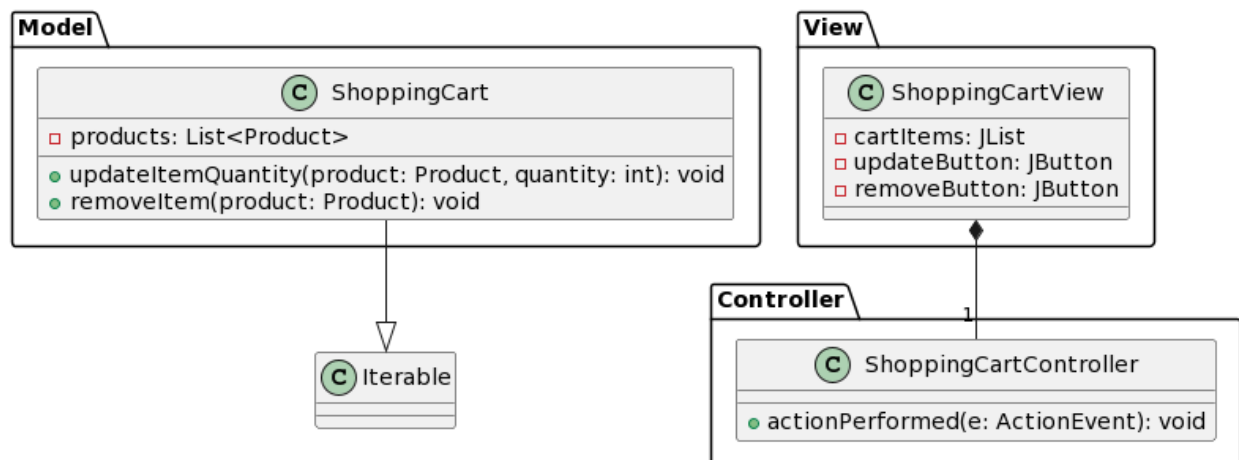 Model
C ShoppingCart
products: List<Product>
updateItemQuantity(product: Product, quantity: int): void
removeItem(product: Product): void
View
C ShoppingCartView
cartItems: JList
updateButton: JButton
removeButton: JButton
C Iterable
Controller
1
C ShoppingCartController
actionPerformed(e: ActionEvent): void